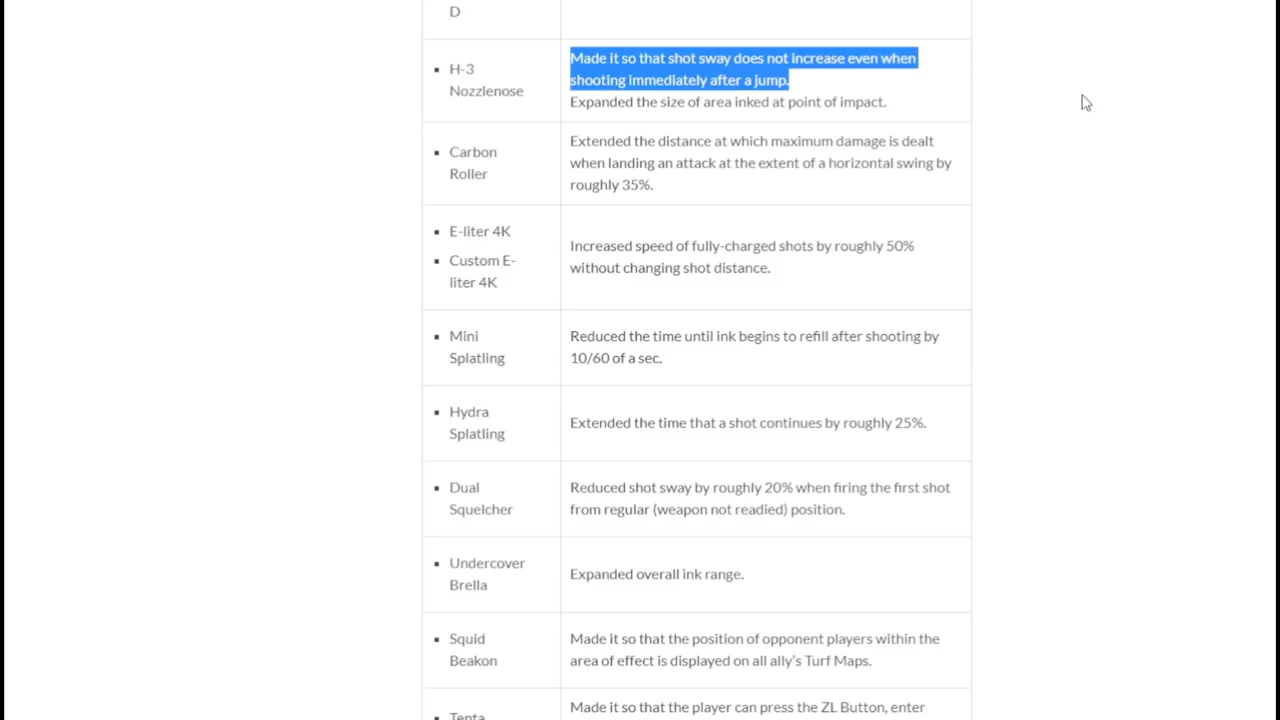 D
▪ H-3
Nozzlenose
Made it so that shot sway does not increase even when
shooting immediately after a jump.
Expanded the size of area inked at point of impact.
▪ Carbon
Roller
Extended the distance at which maximum damage is dealt
when landing an attack at the extent of a horizontal swing by
roughly 35%.
▪ E-liter 4K
▪ Custom E-
liter 4K
Increased speed of fully-charged shots by roughly 50%
without changing shot distance.
▪ Mini
Splatling
Reduced the time until ink begins to refill after shooting by
10/60 of a sec.
▪ Hydra
Splatling
Extended the time that a shot continues by roughly 25%.
▪ Dual
Squelcher
Reduced shot sway by roughly 20% when firing the first shot
from regular (weapon not readied) position.
▪ Undercover
Brella
Expanded overall ink range.
▪ Squid
Beakon
Made it so that the position of opponent players within the
area of effect is displayed on all ally’s Turf Maps.
▪ Tenta
Made it so that the player can press the ZL Button, enter